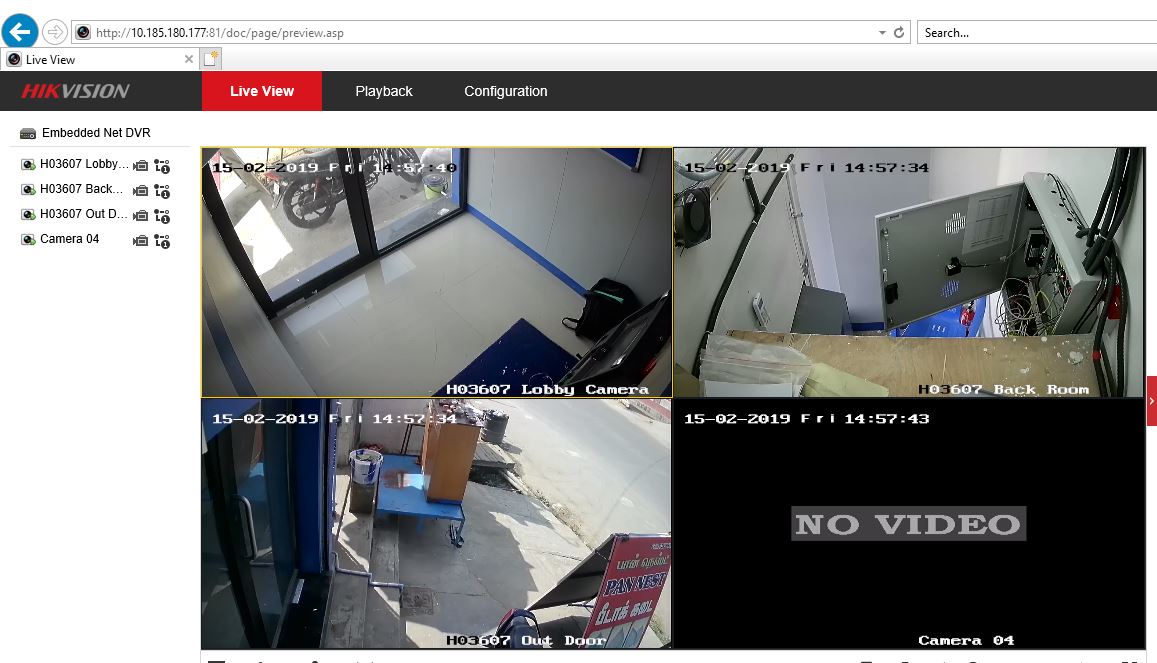 http://10.185.180.177:81/doc/page/preview.asp
Search...
Live View
HIKVISION
Live View
Playback
Configuration
Embedded Net DVR
H03607 Lobby...
H03607 Back...
H03607 Out D...
Camera 04
15-02-2019 Fri 14:57:40
H03607 Lobby Camera
15-02-2019 Fri 14:57:34
H03607 Back Room
15-02-2019 Fri 14:57:34
பான் நெஸ்ட்
PAN NEST
டோக் கடை
H03607 Out Door
15-02-2019 Fri 14:57:43
NO VIDEO
Camera 04